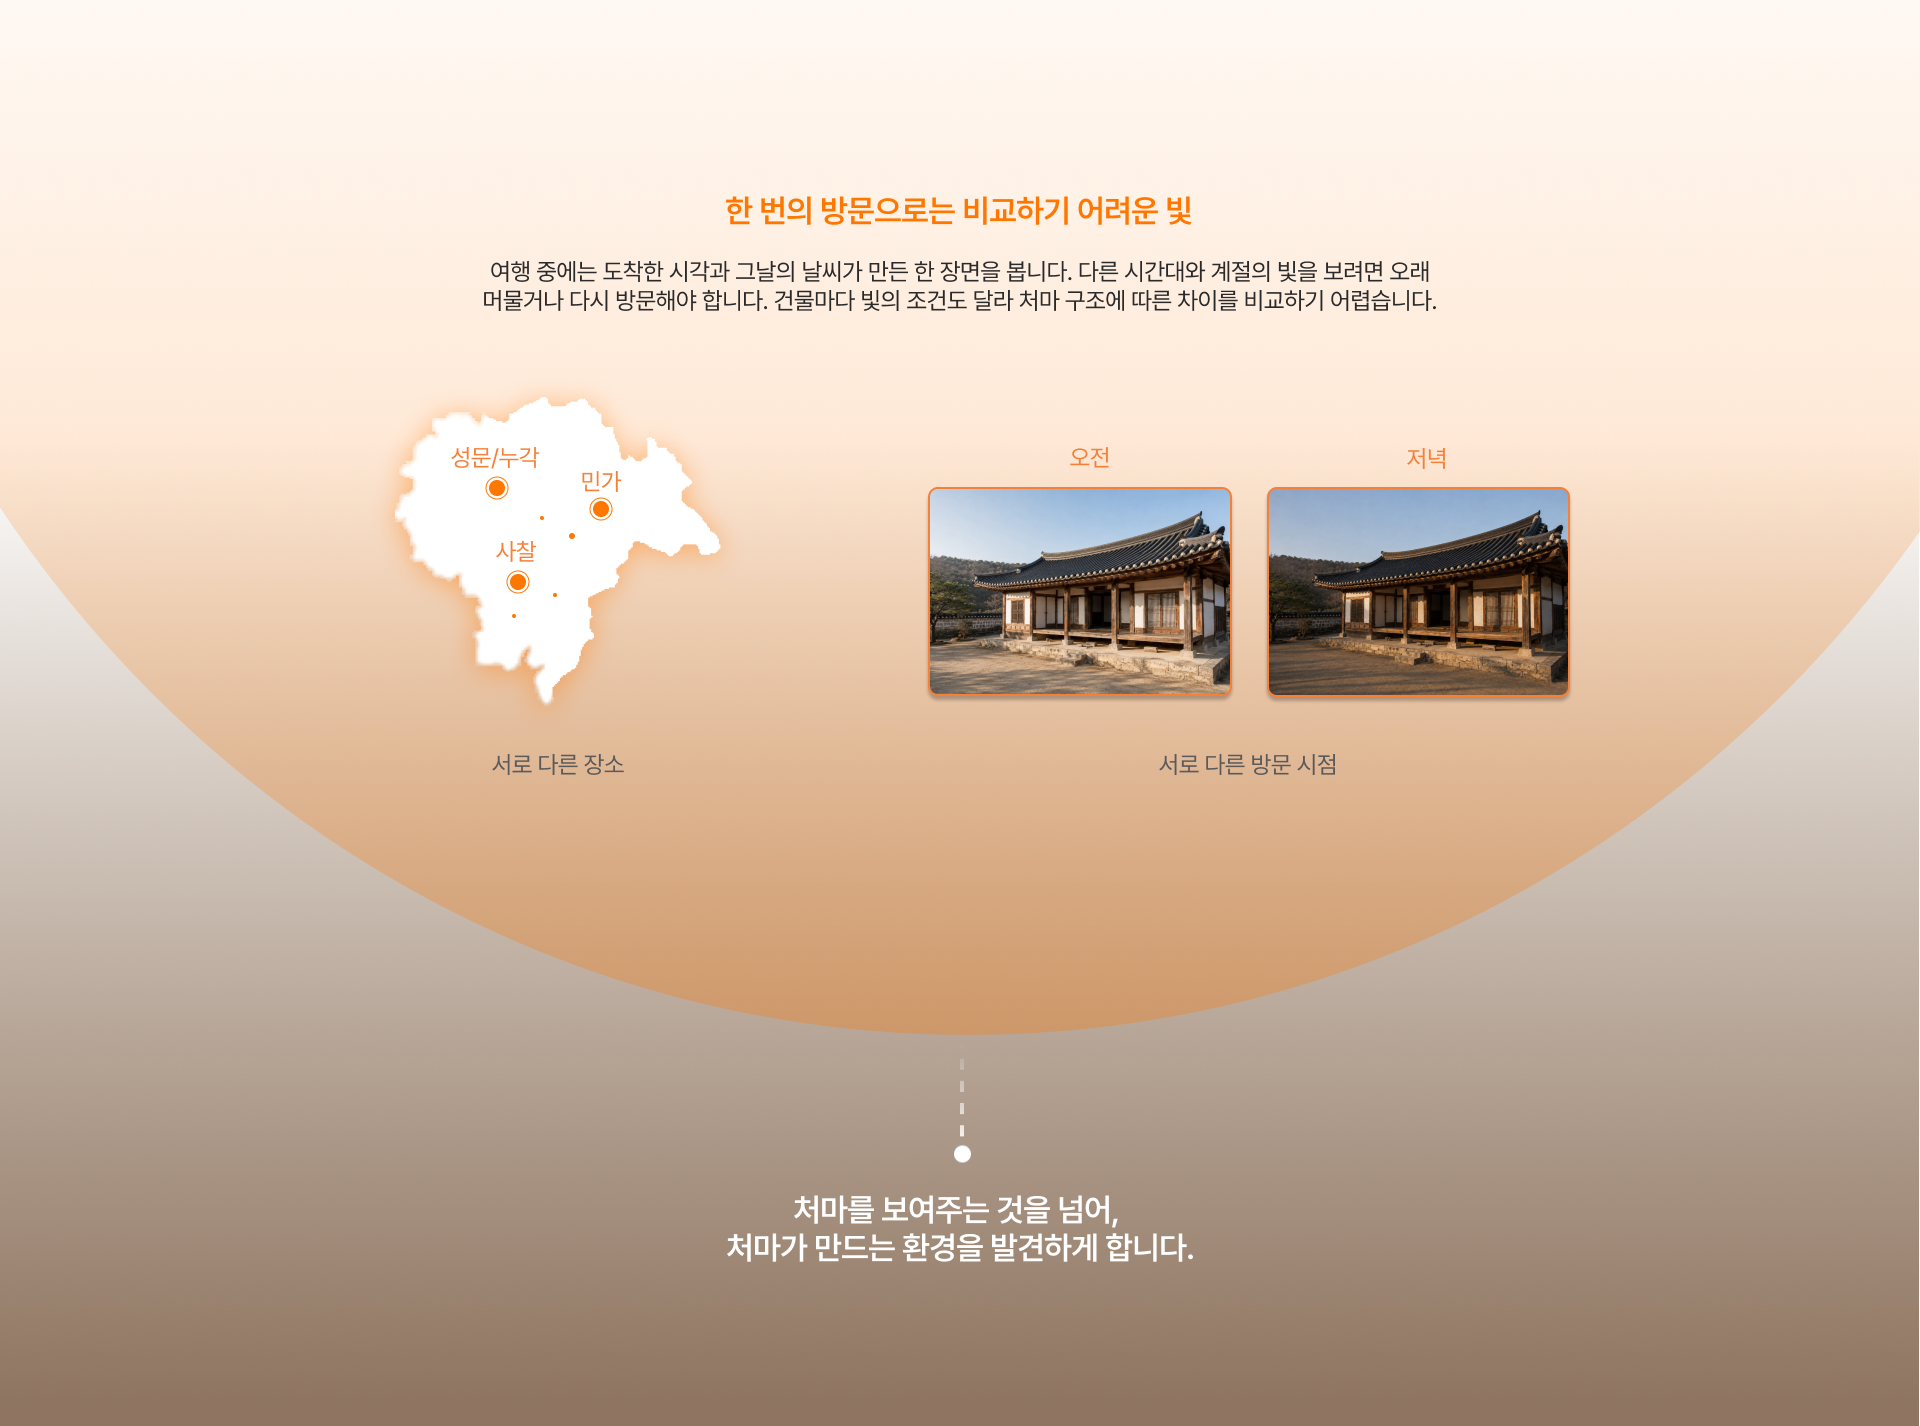 한 번의 방문으로는 비교하기 어려운 빛
여행 중에는 도착한 시각과 그날의 날씨가 만든 한 장면을 봅니다. 다른 시간대와 계절의 빛을 보려면 오래
머물거나 다시 방문해야 합니다. 건물마다 빛의 조건도 달라 처마 구조에 따른 차이를 비교하기 어렵습니다.
성문/누각
민가
사찰
서로 다른 장소
오전
저녁
서로 다른 방문 시점
처마를 보여주는 것을 넘어,
처마가 만드는 환경을 발견하게 합니다.